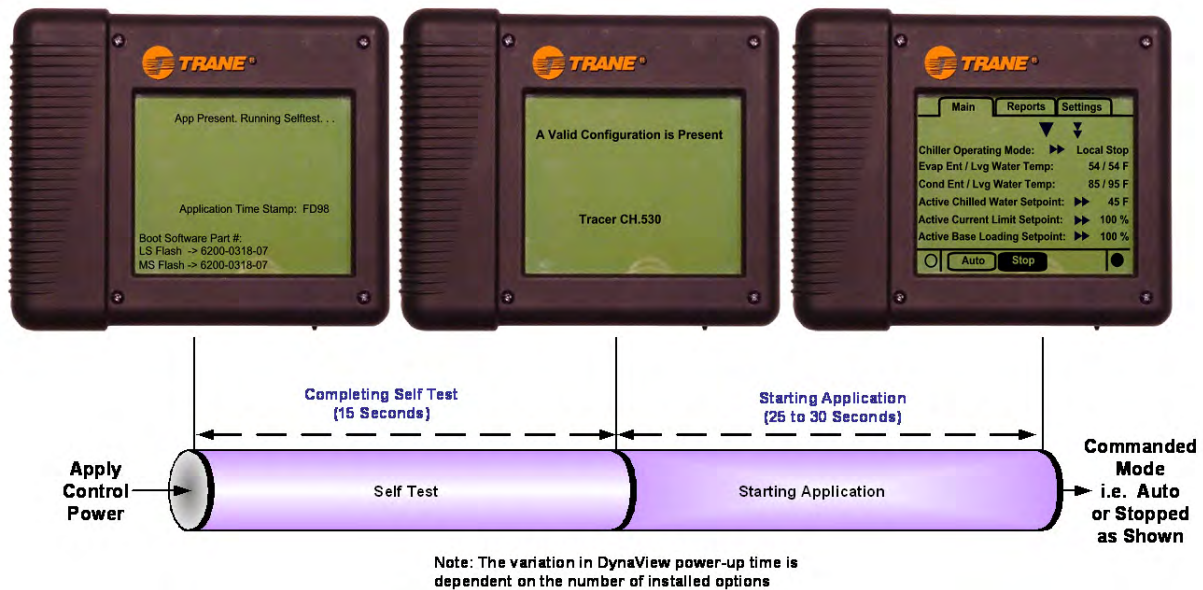 TRANE®
App Present. Running Selftest. . .
Application Time Stamp: FD98
Boot Software Part #:
LS Flash -> 6200-0318-07
MS Flash -> 6200-0318-07
TRANE®
A Valid Configuration is Present
Tracer CH.530
TRANE®
Main Reports Settings
Chiller Operating Mode: Local Stop
Evap Ent / Lvg Water Temp: 54 / 54 F
Cond Ent / Lvg Water Temp: 85 / 95 F
Active Chilled Water Setpoint: 45 F
Active Current Limit Setpoint: 100 %
Active Base Loading Setpoint: 100 %
Auto Stop
Completing Self Test
(15 Seconds)
Starting Application
(25 to 30 Seconds)
Apply
Control
Power
Self Test
Starting Application
Commanded
Mode
i.e. Auto
or Stopped
as Shown
Note: The variation in DynaView power-up time is
dependent on the number of installed options